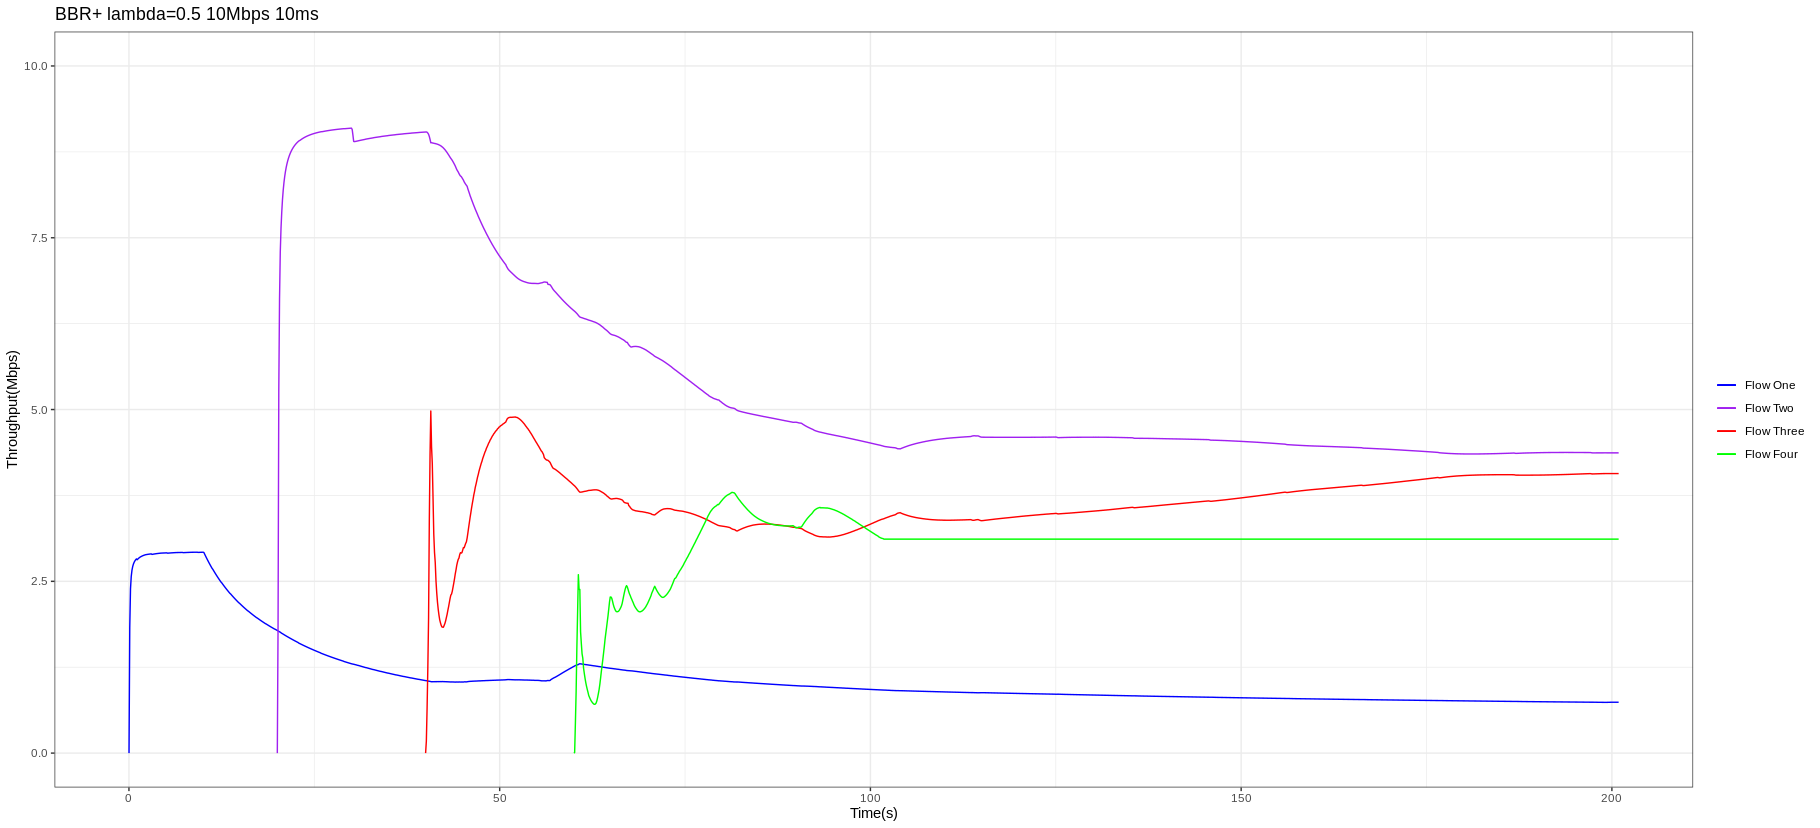 BBR+ lambda=0.5 10Mbps 10ms
Throughput(Mbps)
10.0
7.5
5.0
2.5
0.0
0 50 100 150 200
Time(s)
Flow One
Flow Two
Flow Three
Flow Four